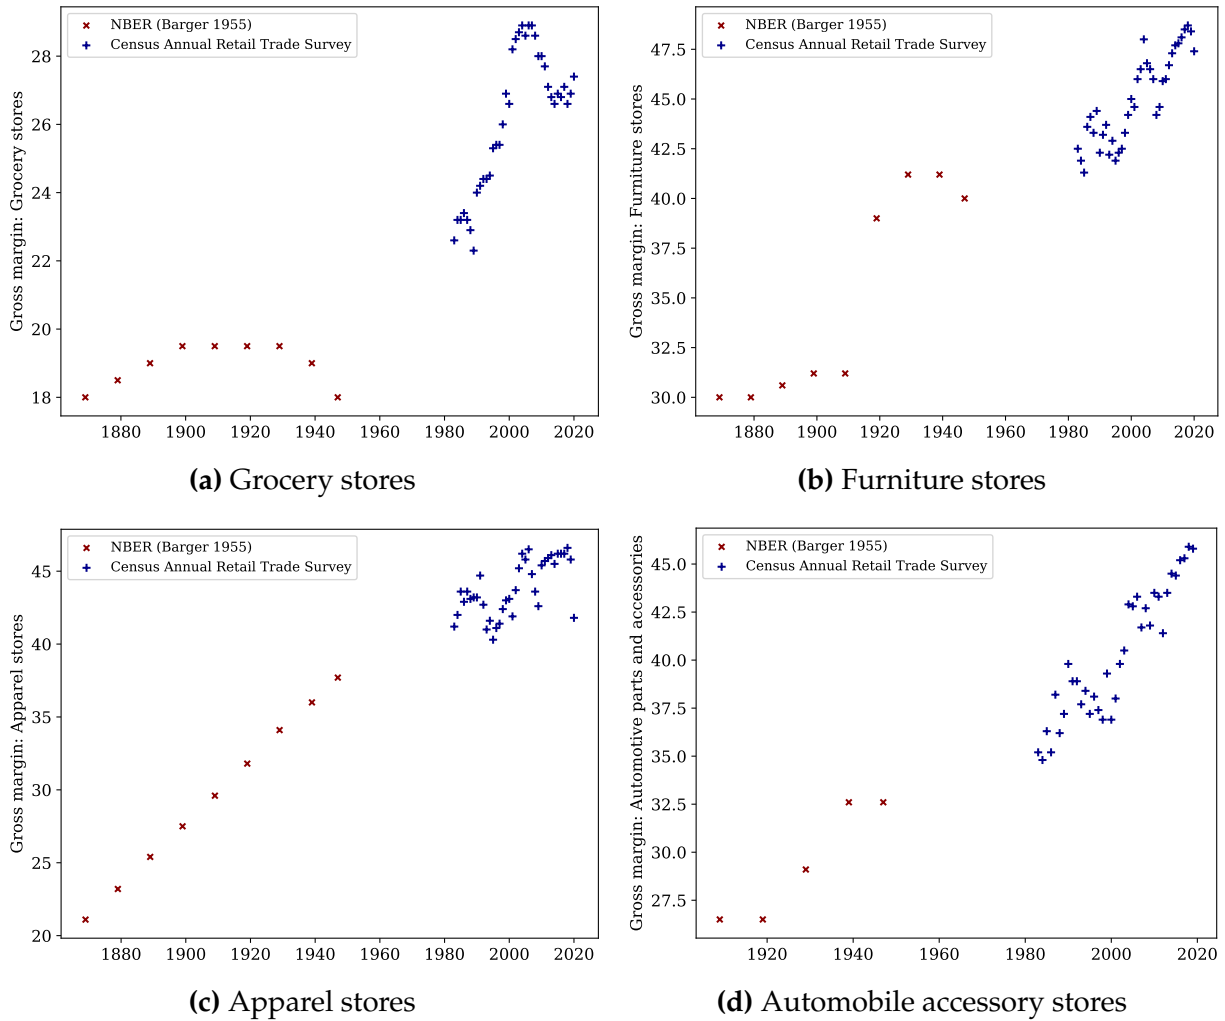 NBER (Barger 1955)
Census Annual Retail Trade Survey
Gross margin: Grocery stores
28
26
24
22
20
18
1880 1900 1920 1940 1960 1980 2000 2020
(a) Grocery stores
NBER (Barger 1955)
Census Annual Retail Trade Survey
Gross margin: Furniture stores
47.5
45.0
42.5
40.0
37.5
35.0
32.5
30.0
1880 1900 1920 1940 1960 1980 2000 2020
(b) Furniture stores
NBER (Barger 1955)
Census Annual Retail Trade Survey
Gross margin: Apparel stores
45
40
35
30
25
20
1880 1900 1920 1940 1960 1980 2000 2020
(c) Apparel stores
NBER (Barger 1955)
Census Annual Retail Trade Survey
Gross margin: Automotive parts and accessories
45.0
42.5
40.0
37.5
35.0
32.5
30.0
27.5
1920 1940 1960 1980 2000 2020
(d) Automobile accessory stores